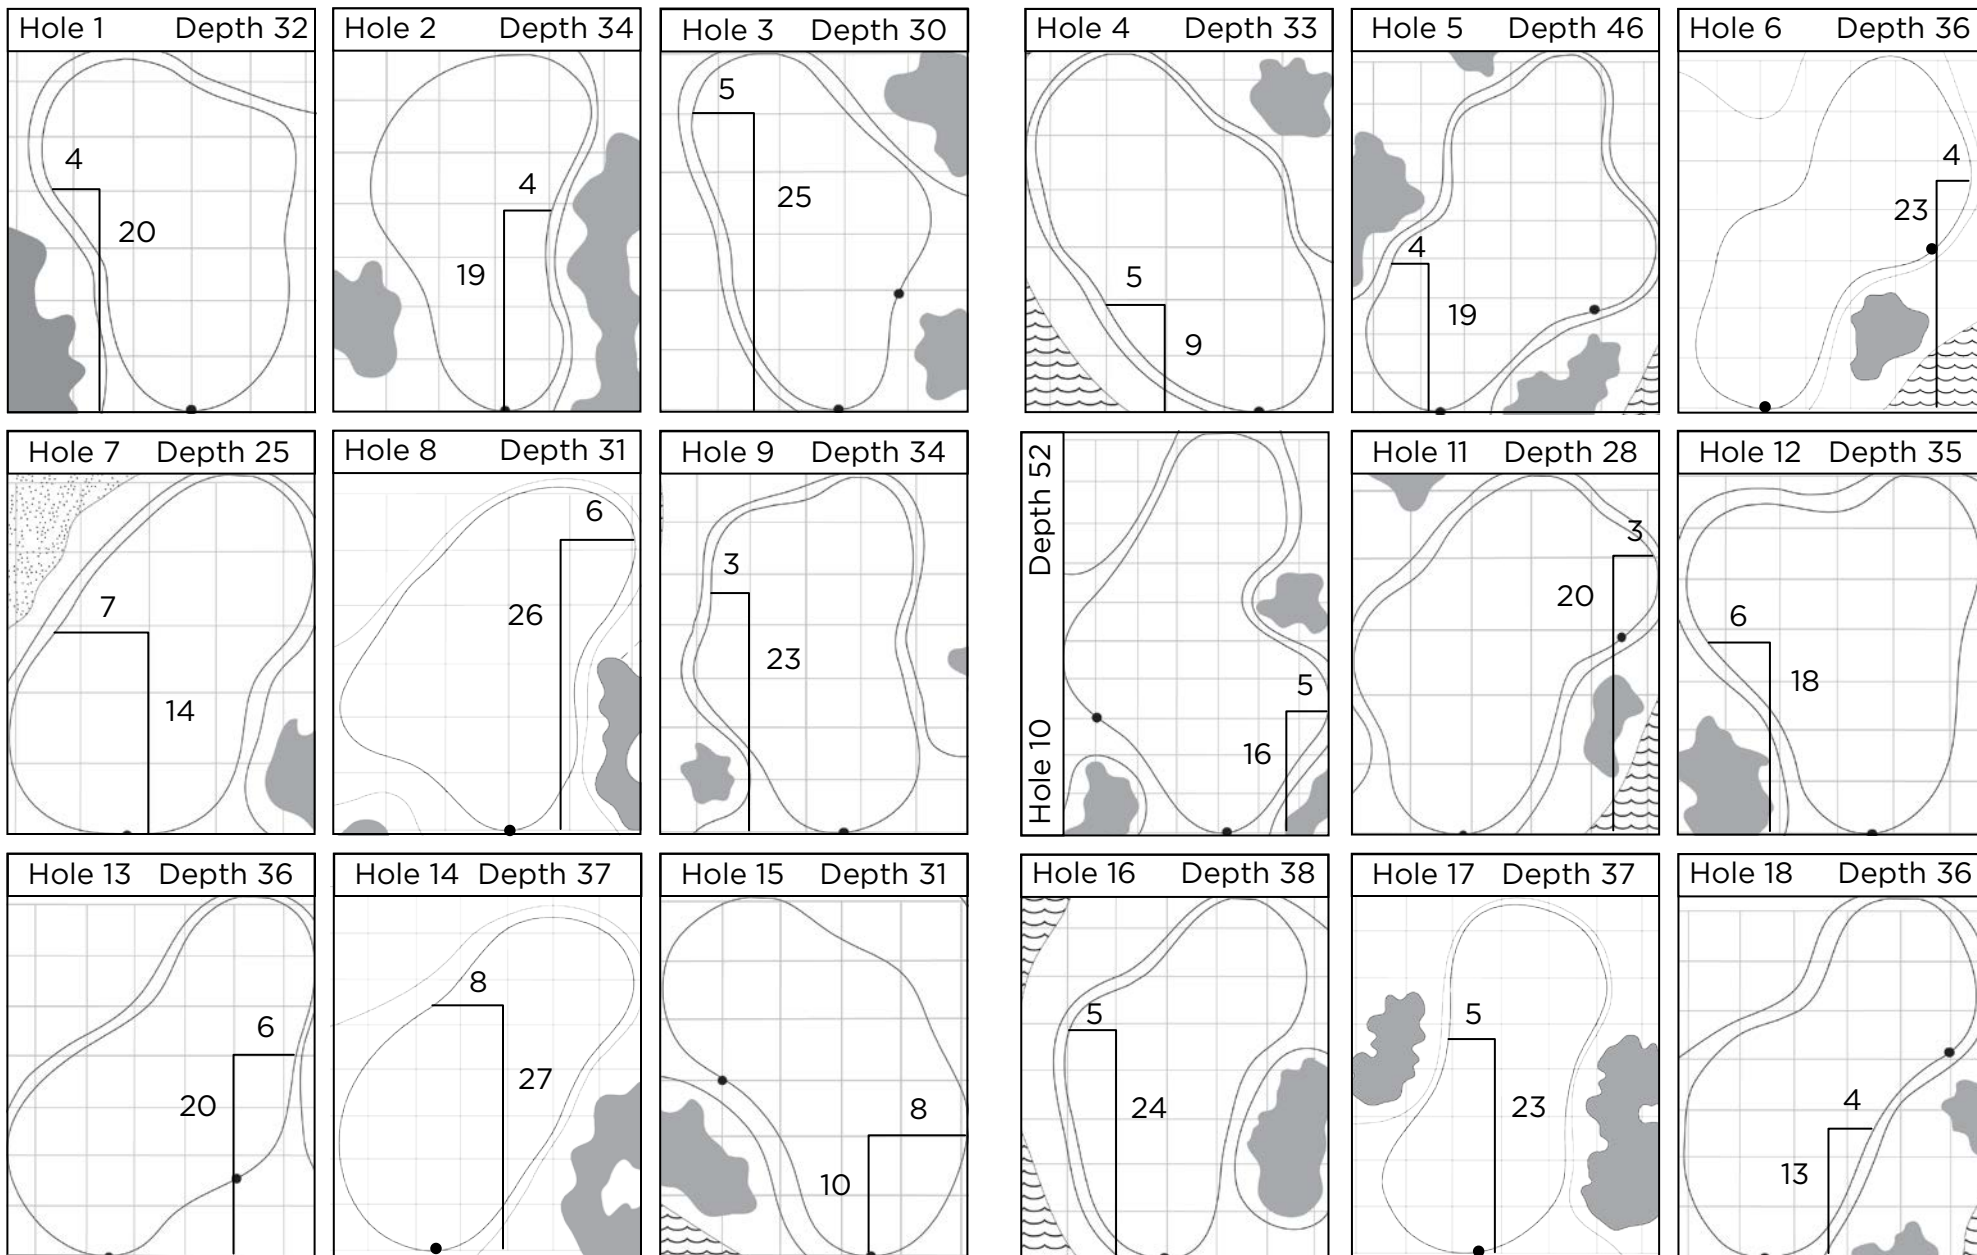 Hole 1 Depth 32
4
20
Hole 2 Depth 34
4
19
Hole 3 Depth 30
5
25
Hole 4 Depth 33
5
9
Hole 5 Depth 46
4
19
Hole 6 Depth 36
4
23
Hole 7 Depth 25
7
14
Hole 8 Depth 31
6
26
Hole 9 Depth 34
3
23
Hole 10 Depth 52
5
16
Hole 11 Depth 28
3
20
Hole 12 Depth 35
6
18
Hole 13 Depth 36
6
20
Hole 14 Depth 37
8
27
Hole 15 Depth 31
8
10
Hole 16 Depth 38
5
24
Hole 17 Depth 37
5
23
Hole 18 Depth 36
4
13